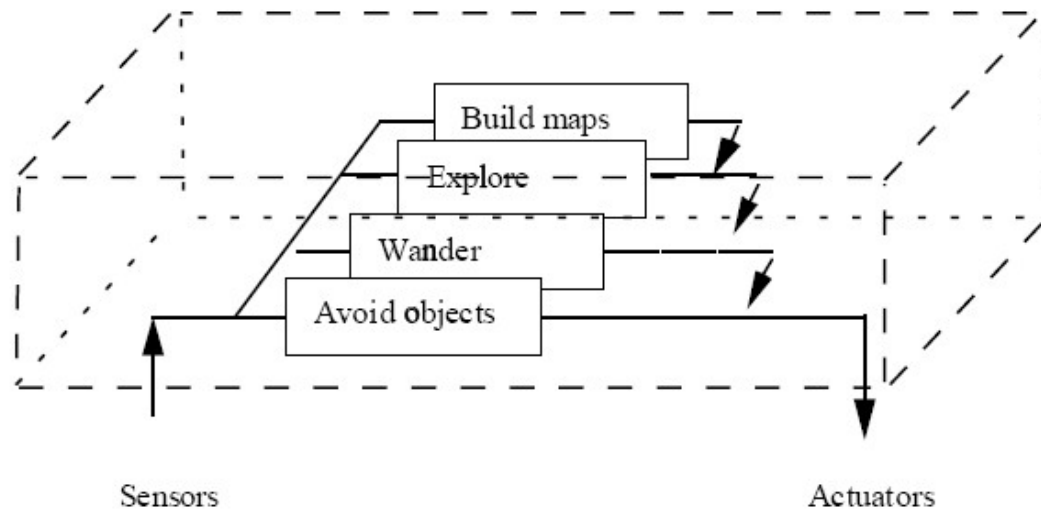 Build maps
Explore
Wander
Avoid objects
Sensors
Actuators